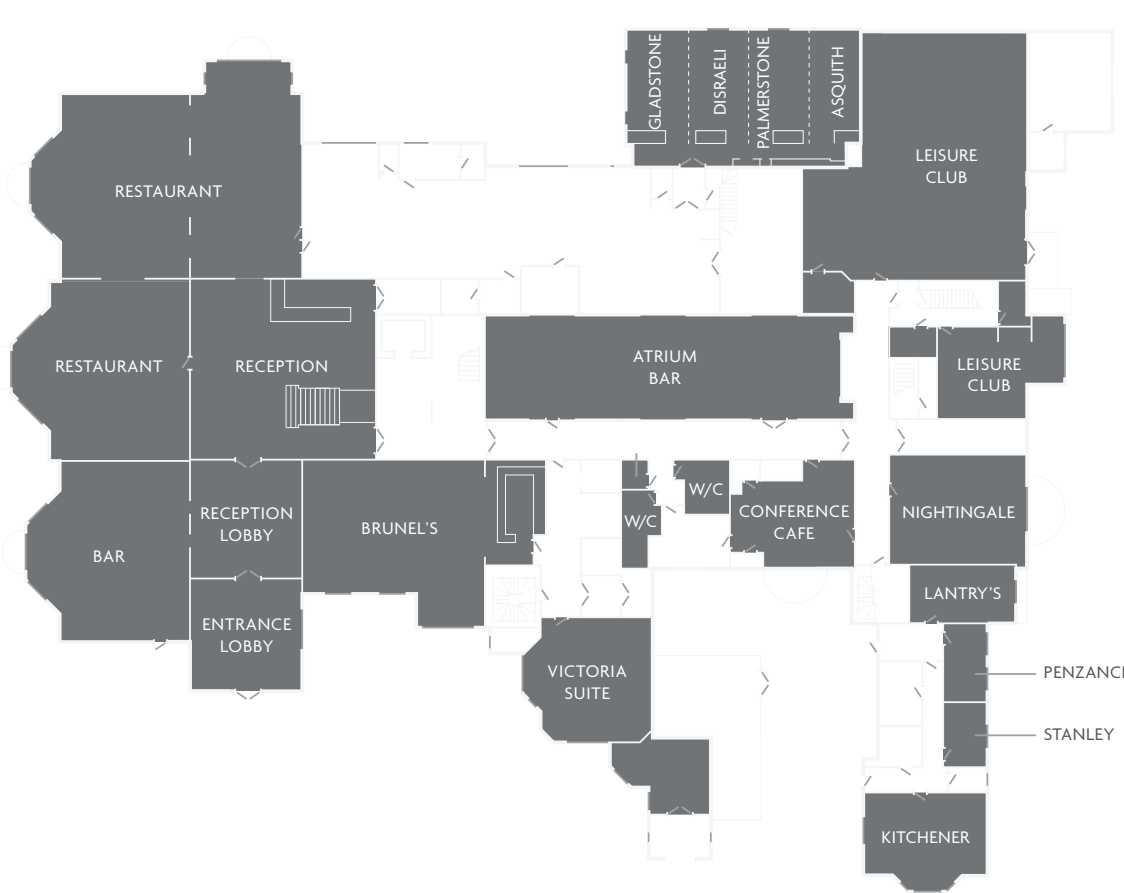 GLADSTONE
DISRAELI
PALMERSTONE
ASQUITH
LEISURE
CLUB
RESTAURANT
RESTAURANT
RECEPTION
ATRIUM
BAR
LEISURE
CLUB
BAR
RECEPTION
LOBBY
BRUNEL'S
W/C
W/C
CONFERENCE
CAFE
NIGHTINGALE
LANTRY'S
ENTRANCE
LOBBY
VICTORIA
SUITE
PENZANC
STANLEY
KITCHENER